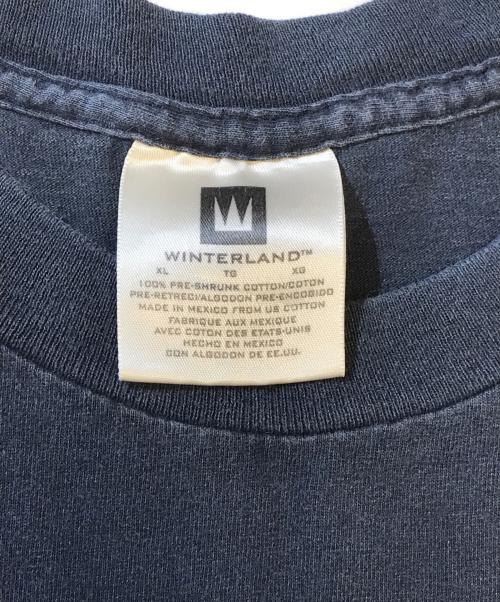 W
WINTERLAND™
XL TG XG
100% PRE-SHRUNK COTTON/COTON
PRE-RETRECI/ALGODON PRE-ENCOGIDO
MADE IN MEXICO FROM US COTTON
FABRIQUE AUX MEXIQUE
AVEC COTON DES ETATS-UNIS
HECHO EN MEXICO
CON ALGODON DE EE.UU.